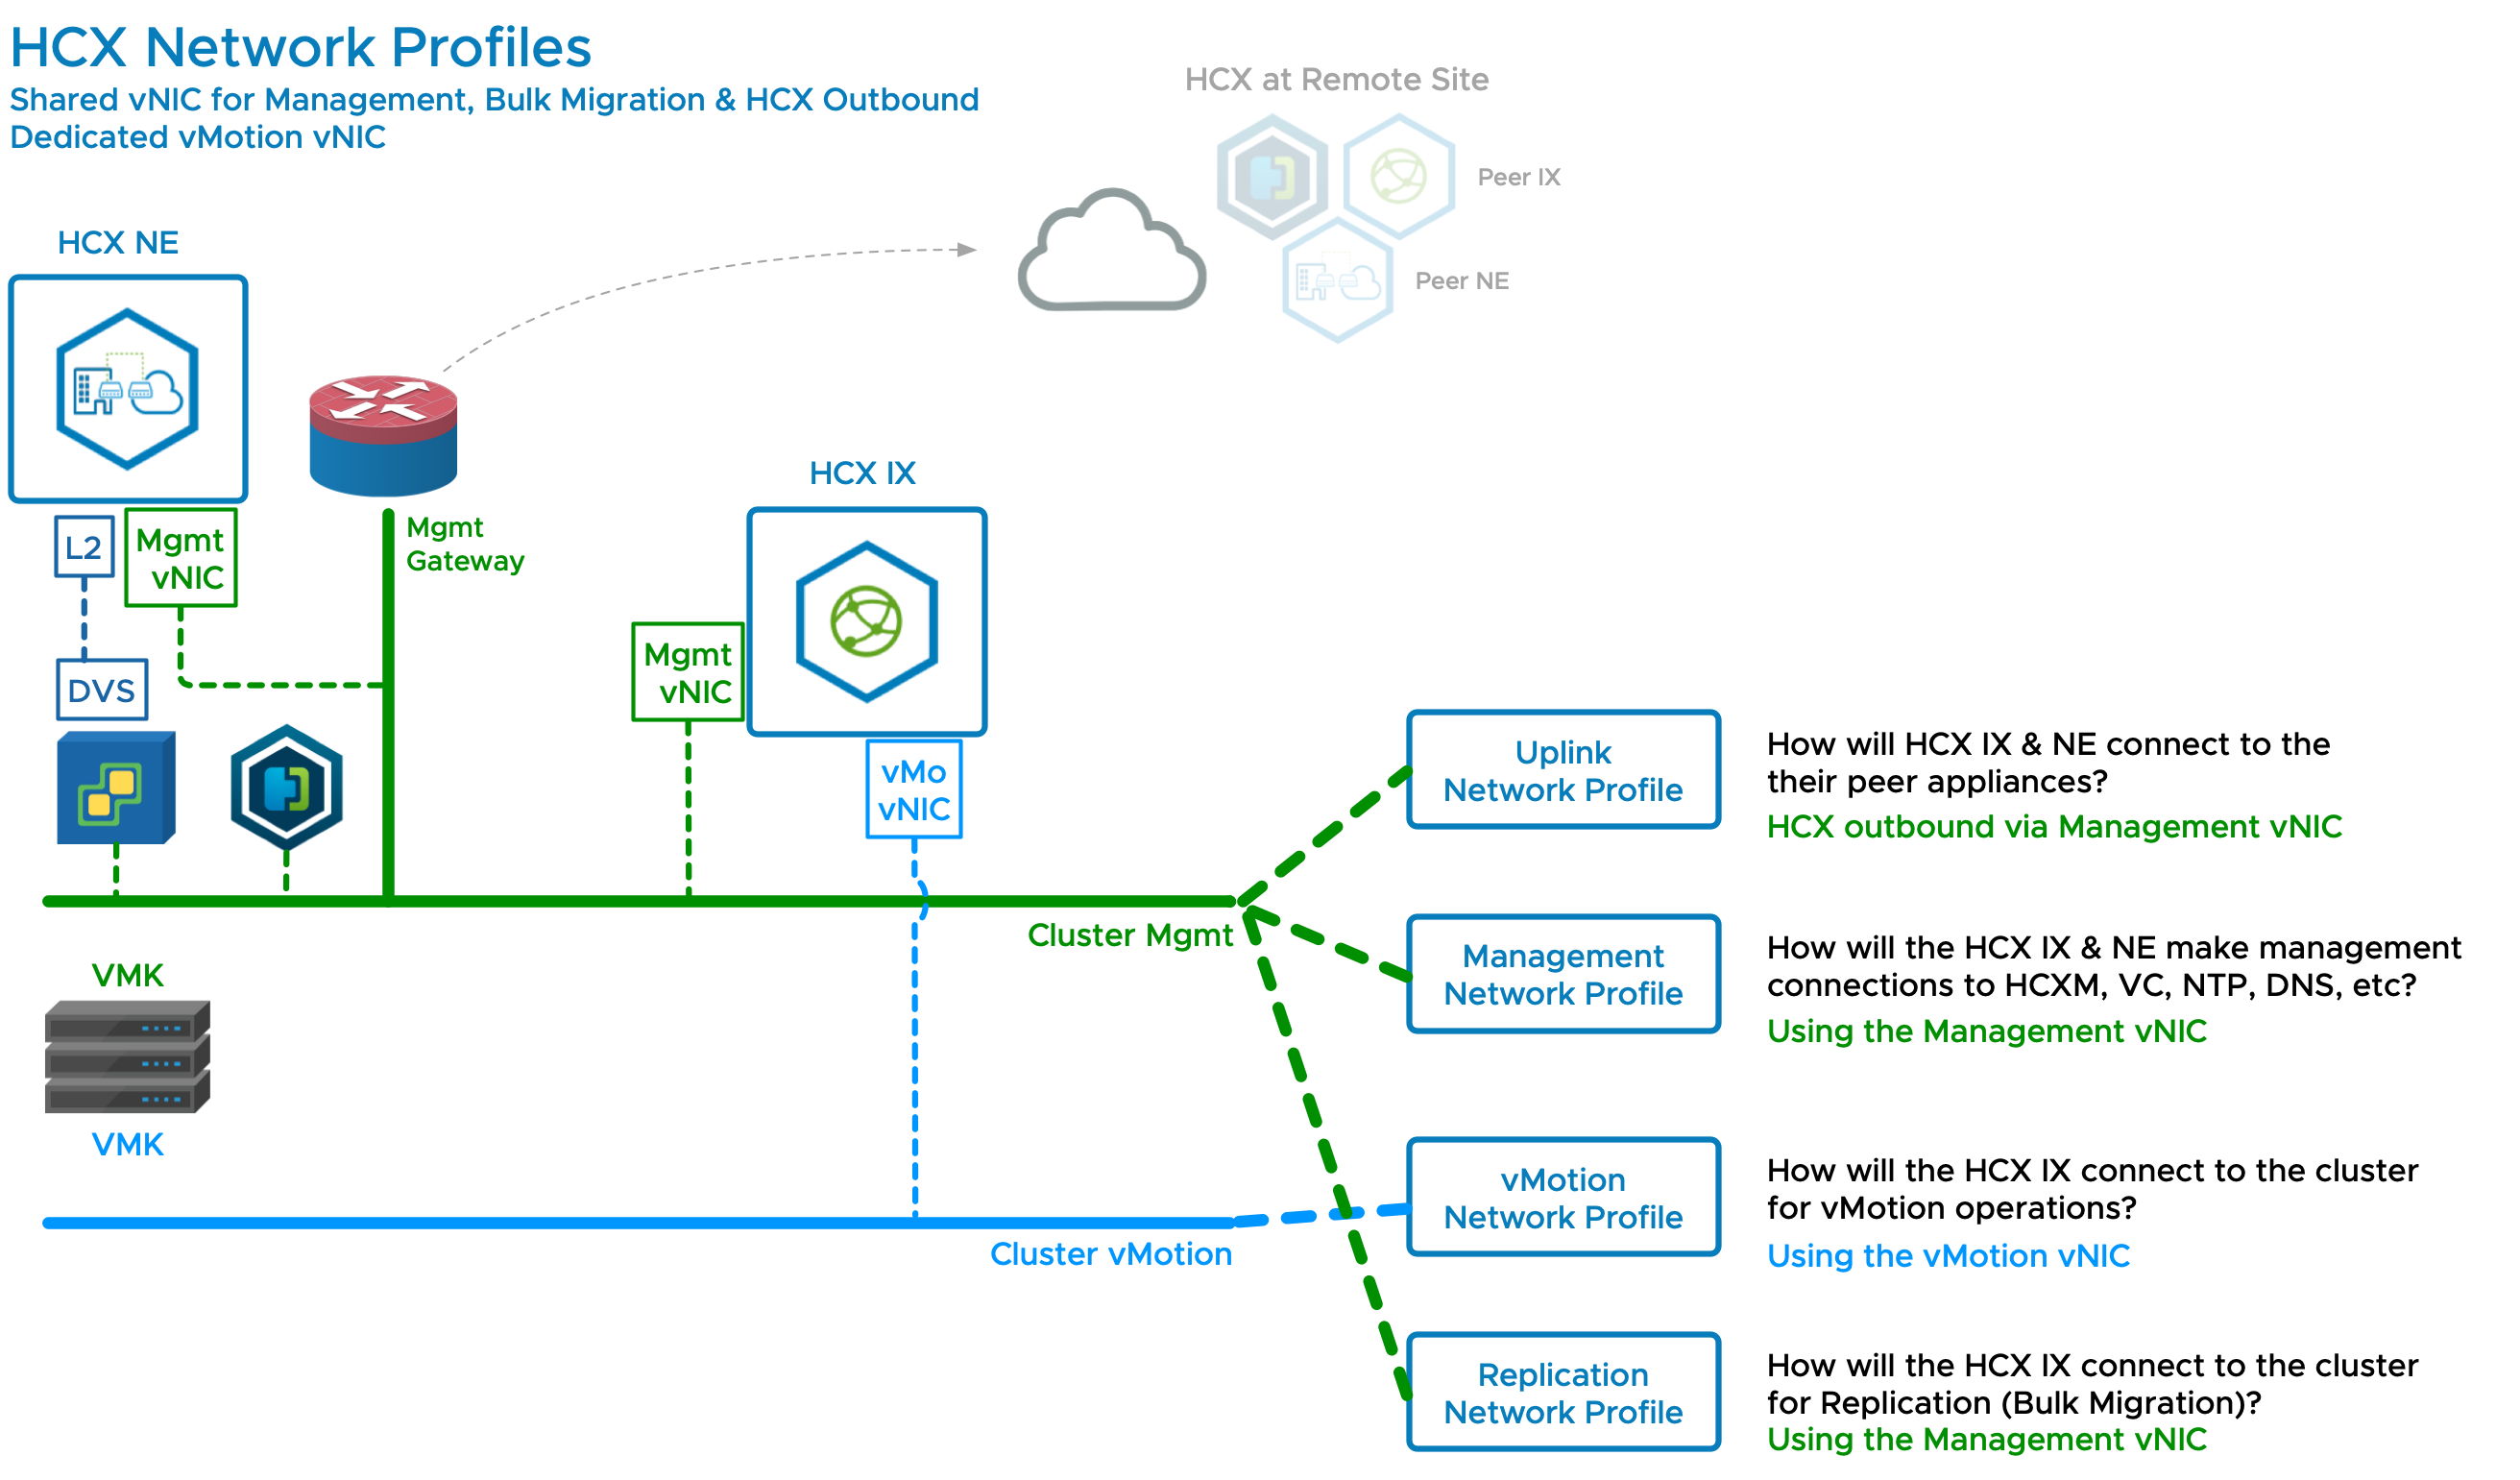 HCX Network Profiles
Shared vNIC for Management, Bulk Migration & HCX Outbound
Dedicated vMotion vNIC
HCX at Remote Site
Peer IX
Peer NE
HCX NE
L2
Mgmt
vNIC
DVS
Mgmt
Gateway
HCX IX
Mgmt
vNIC
vMo
vNIC
Cluster Mgmt
VMK
VMK
Cluster vMotion
Uplink
Network Profile
How will HCX IX & NE connect to the
their peer appliances?
HCX outbound via Management vNIC
Management
Network Profile
How will the HCX IX & NE make management
connections to HCXM, VC, NTP, DNS, etc?
Using the Management vNIC
vMotion
Network Profile
How will the HCX IX connect to the cluster
for vMotion operations?
Using the vMotion vNIC
Replication
Network Profile
How will the HCX IX connect to the cluster
for Replication (Bulk Migration)?
Using the Management vNIC